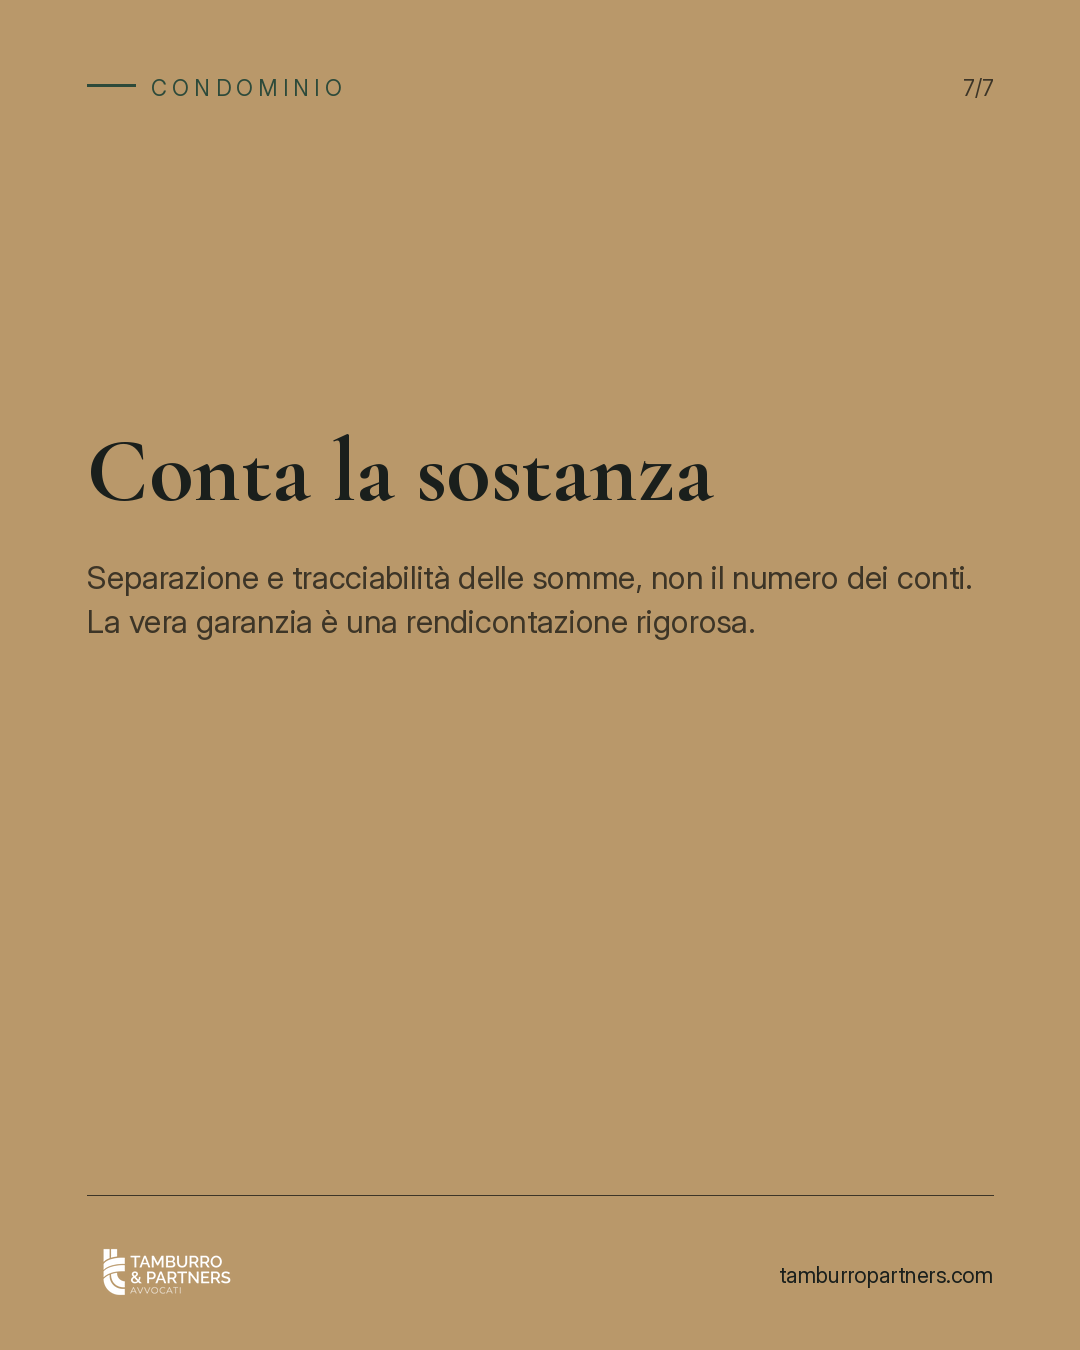 CONDOMINIO
7/7
Conta la sostanza
Separazione e tracciabilità delle somme, non il numero dei conti.
La vera garanzia è una rendicontazione rigorosa.
TAMBURRO
& PARTNERS
AVVOCATI
tamburropartners.com